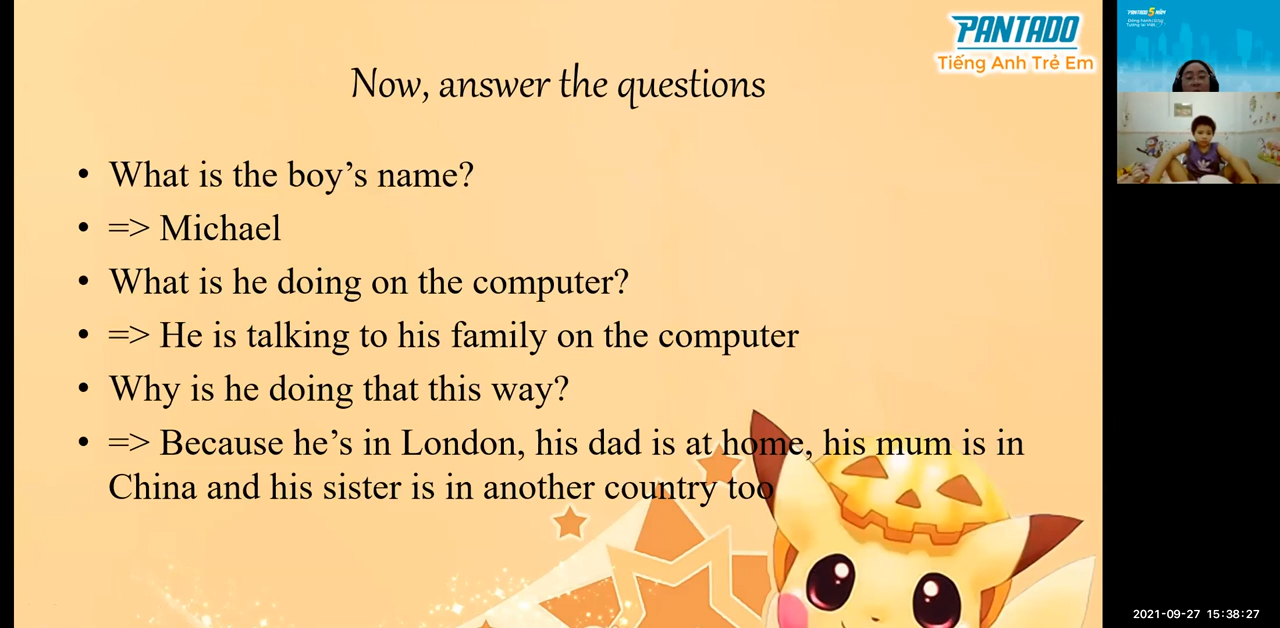 PANTADO
Tiếng Anh Trẻ Em
Now, answer the questions
• What is the boy’s name?
• => Michael
• What is he doing on the computer?
• => He is talking to his family on the computer
• Why is he doing that this way?
• => Because he’s in London, his dad is at home, his mum is in
China and his sister is in another country too
PANTADO 5 NĂM
2021-09-27 15:38:27